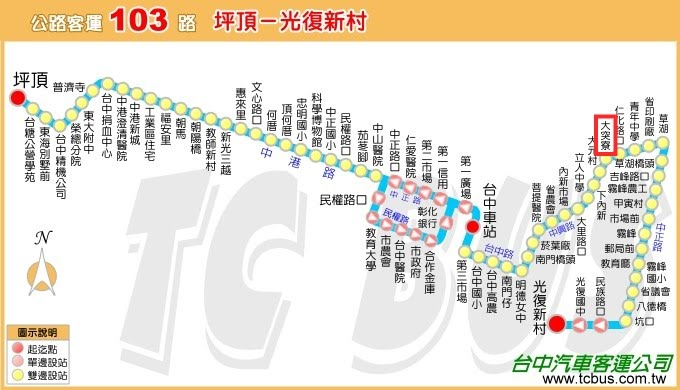 公路客運 103 路 坪頂－光復新村
坪頂
台糖公營學苑
普濟寺
東海別墅前
榮總分院
東大附中
台中精機公司
台中捐血中心
中港澄清醫院
中港新城
工業區住宅
福安里
朝馬
朝陽橋
教師新村
新光三越
惠來里
文心路口
何厝
頂何厝
忠明國小
科學博物館
中正國小
民權路口
茄苳腳
中山醫院
中正路口
仁愛醫院
第二市場
第一信用
第一廣場
中港路
中正路
民權路
民權路口
教育大學
市農會
台中醫院
市政府
合作金庫
彰化銀行
台中車站
第三市場
台中國小
台中高農
南門仔
明德女中
台中路
南門橋頭
菸葉廠
菩提醫院
省農會
中興路
大里路口
內新市場
下內新
立人中學
大元村
大突寮
仁化路口
青年中學
省印刷廠
草湖
草湖橋頭
吉峰路口
霧峰農工
甲寅村
市場前
霧峰
郵局前
教育廳
中正路
霧峰國小
省議會
八德橋
坑口
民族路口
光復國中
光復新村
N
圖示說明
起迄點
單邊設站
雙邊設站
TC BUS
台中汽車客運公司
www.tcbus.com.tw